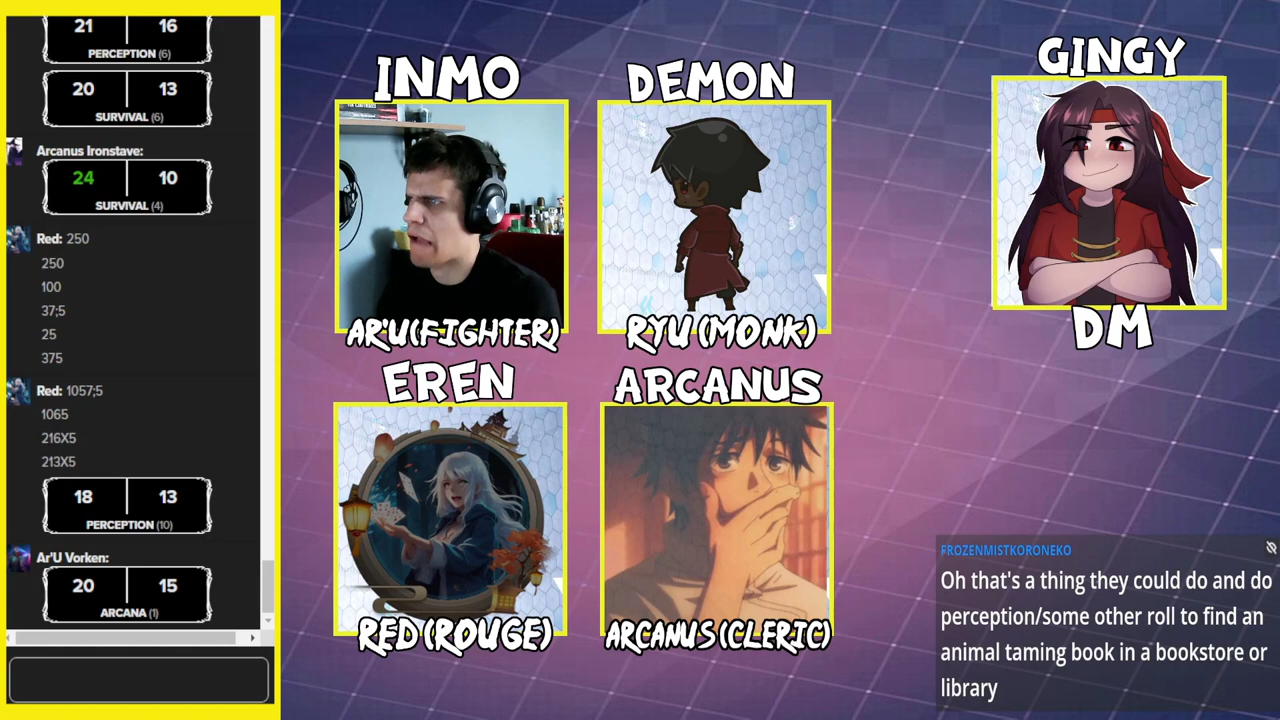 21 16
PERCEPTION (6)
20 13
SURVIVAL (6)
Arcanus Ironstave:
24 10
SURVIVAL (4)
Red: 250
250
100
37;5
25
375
Red: 1057;5
1065
216X5
213X5
18 13
PERCEPTION (10)
Ar'U Vorken:
20 15
ARCANA (1)
INMO
AR'U(FIGHTER)
DEMON
RYU(MONK)
EREN
RED(ROUGE)
ARCANUS
ARCANUS(CLERIC)
GINGY
DM
FROZENMISTKORONEKO
Oh that's a thing they could do and do
perception/some other roll to find an
animal taming book in a bookstore or
library